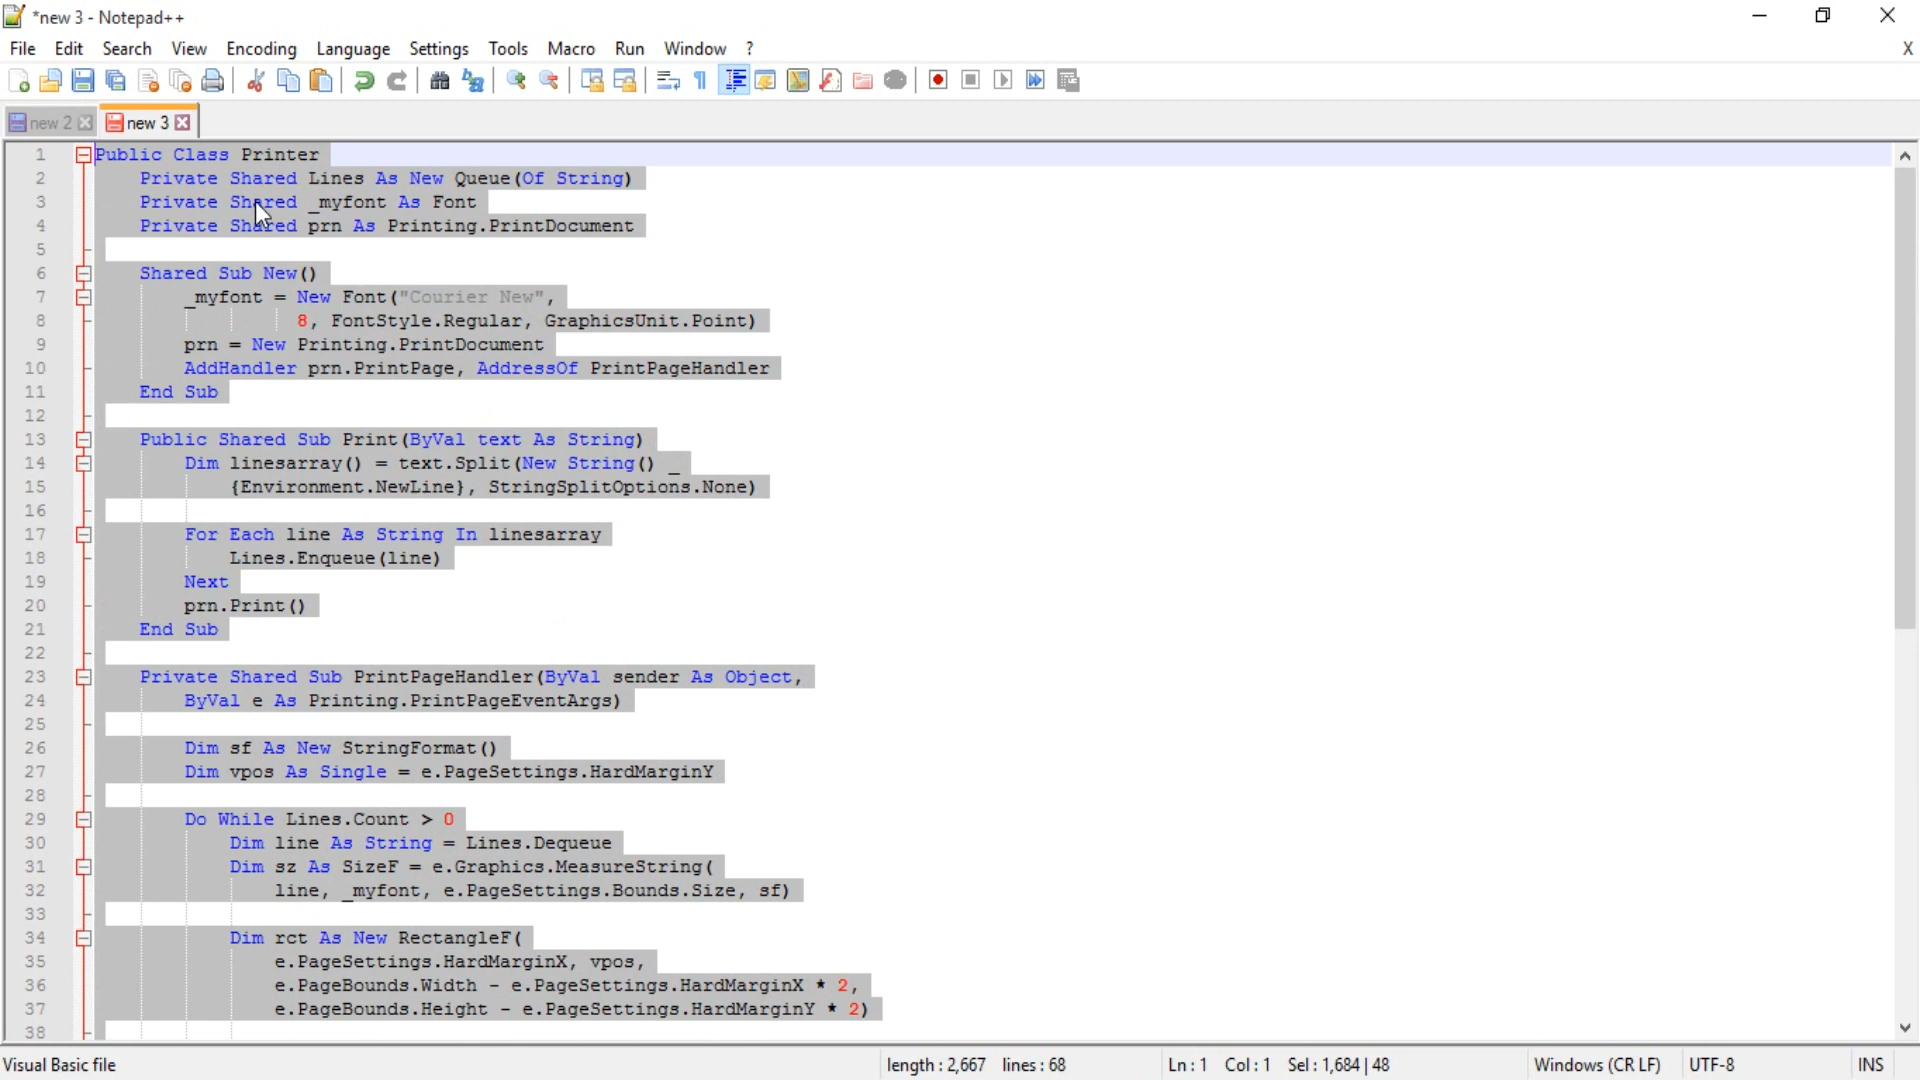 *new 3 - Notepad++
File Edit Search View Encoding Language Settings Tools Macro Run Window ? X
new 2 new 3
1 Public Class Printer
2 Private Shared Lines As New Queue(Of String)
3 Private Shared _myfont As Font
4 Private Shared prn As Printing.PrintDocument
5
6 Shared Sub New()
7 _myfont = New Font("Courier New",
8 8, FontStyle.Regular, GraphicsUnit.Point)
9 prn = New Printing.PrintDocument
10 AddHandler prn.PrintPage, AddressOf PrintPageHandler
11 End Sub
12
13 Public Shared Sub Print(ByVal text As String)
14 Dim linesarray() = text.Split(New String() _
15 {Environment.NewLine}, StringSplitOptions.None)
16
17 For Each line As String In linesarray
18 Lines.Enqueue(line)
19 Next
20 prn.Print()
21 End Sub
22
23 Private Shared Sub PrintPageHandler(ByVal sender As Object,
24 ByVal e As Printing.PrintPageEventArgs)
25
26 Dim sf As New StringFormat()
27 Dim vpos As Single = e.PageSettings.HardMarginY
28
29 Do While Lines.Count > 0
30 Dim line As String = Lines.Dequeue
31 Dim sz As SizeF = e.Graphics.MeasureString(
32 line, _myfont, e.PageSettings.Bounds.Size, sf)
33
34 Dim rct As New RectangleF(
35 e.PageSettings.HardMarginX, vpos,
36 e.PageBounds.Width - e.PageSettings.HardMarginX * 2,
37 e.PageBounds.Height - e.PageSettings.HardMarginY * 2)
38
Visual Basic file length : 2,667 lines : 68 Ln : 1 Col : 1 Sel : 1,684 | 48 Windows (CR LF) UTF-8 INS